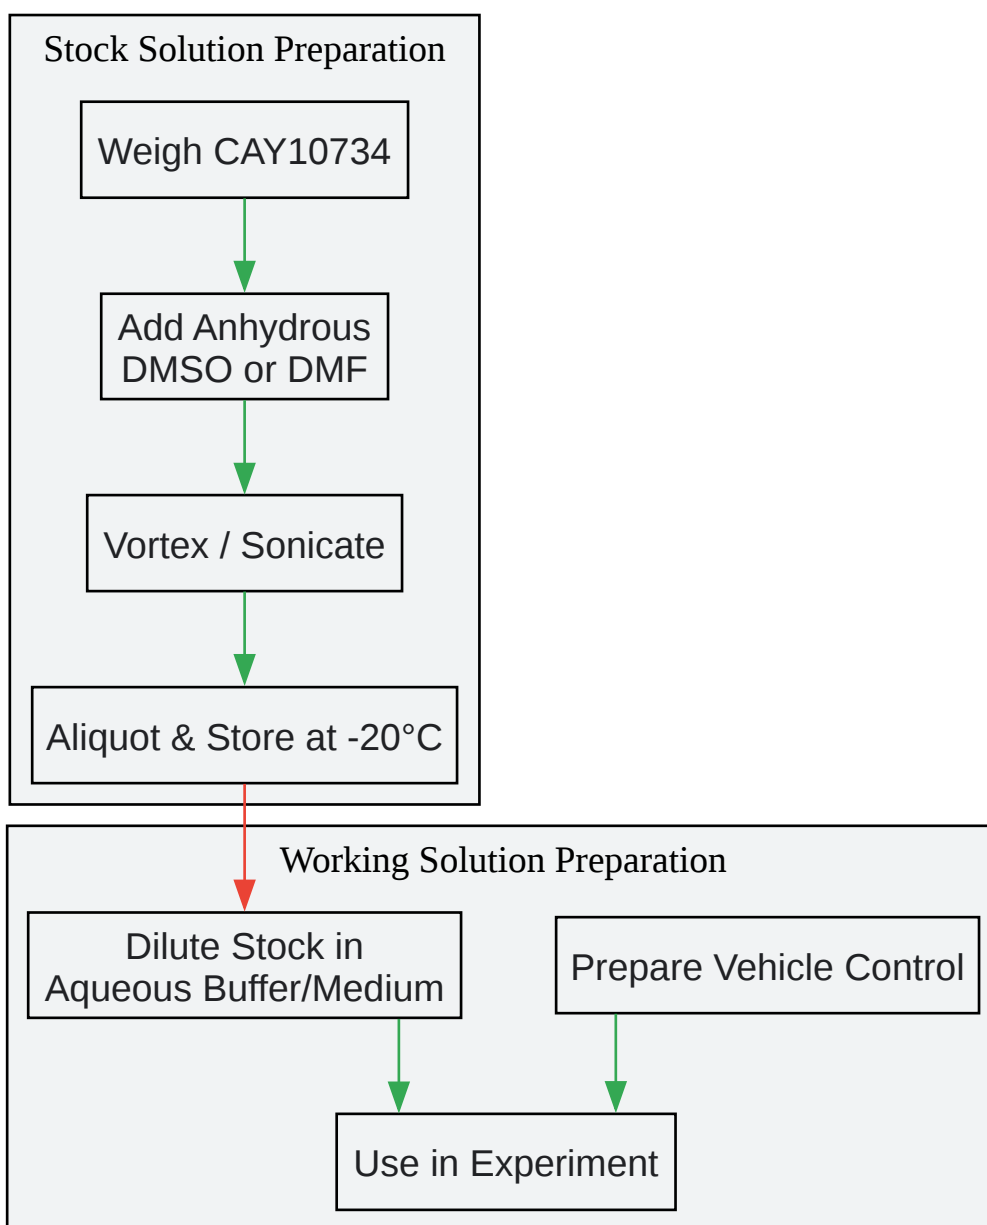 Stock Solution Preparation
Weigh CAY10734
Add Anhydrous
DMSO or DMF
Vortex / Sonicate
Aliquot & Store at -20°C
Working Solution Preparation
Dilute Stock in
Aqueous Buffer/Medium
Prepare Vehicle Control
Use in Experiment